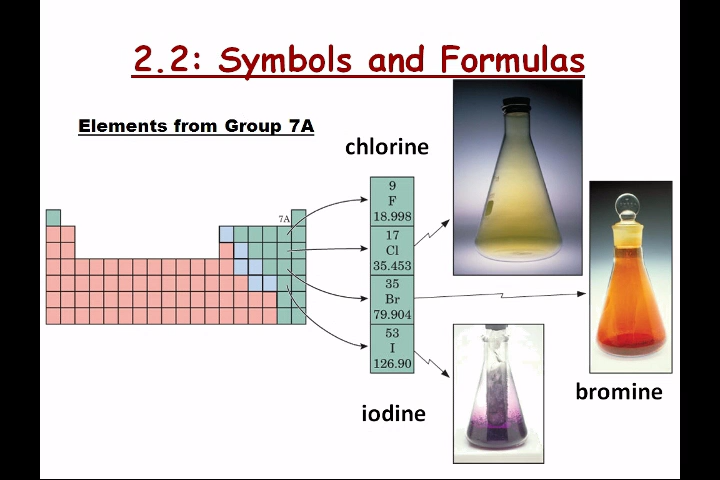 2.2: Symbols and Formulas
Elements from Group 7A
chlorine
7A
9
F
18.998
17
Cl
35.453
35
Br
79.904
53
I
126.90
bromine
iodine